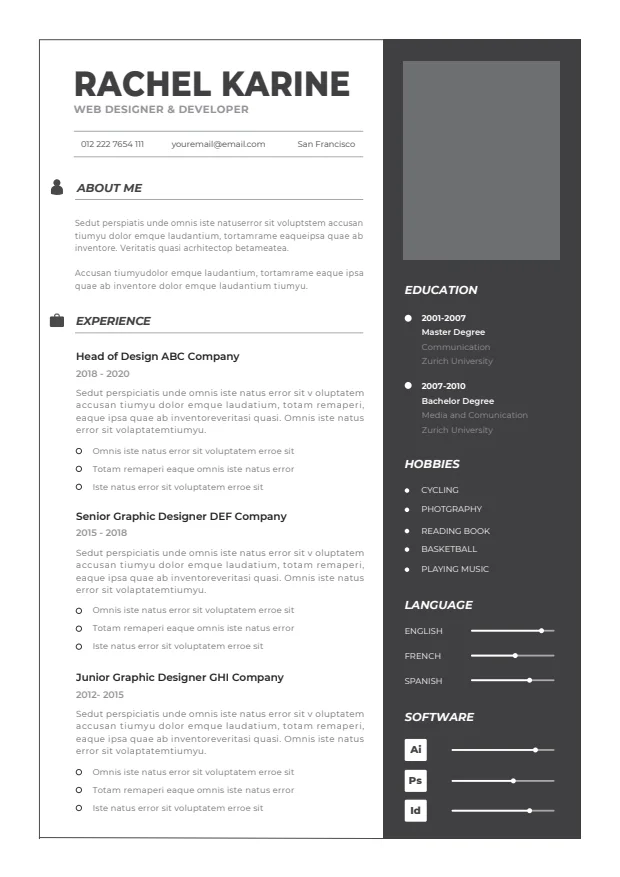 RACHEL KARINE
WEB DESIGNER & DEVELOPER
012 222 7654 111 youremail@email.com San Francisco
ABOUT ME
Sedut perspiatis unde omnis iste natuserror sit voluptstem accusan
tiumyu dolor emque laudantium, tortamrame eaqueipsa quae ab
inventore. Veritatis quasi acrhitectop betameatea.
Accusan tiumyudolor emque laudantium, tortamrame eaque ipsa
quae ab inventore dolor emque laudantium tiumyu.
EXPERIENCE
Head of Design ABC Company
2018 - 2020
Sedut perspiciatis unde omnis iste natus error sit v oluptatem
accusan tiumyu dolor emque laudatium, totam remaperi,
eaque ipsa quae ab inventoreveritasi quasi. Omnis iste natus
error sit volaptatemtiumyu.
Omnis iste natus error sit voluptatem erroe sit
Totam remaperi eaque omnis iste natus error
Iste natus error sit voluptatem erroe sit
Senior Graphic Designer DEF Company
2015 - 2018
Sedut perspiciatis unde omnis iste natus error sit v oluptatem
accusan tiumyu dolor emque laudatium, totam remaperi,
eaque ipsa quae ab inventoreveritasi quasi. Omnis iste natus
error sit volaptatemtiumyu.
Omnis iste natus error sit voluptatem erroe sit
Totam remaperi eaque omnis iste natus error
Iste natus error sit voluptatem erroe sit
Junior Graphic Designer GHI Company
2012- 2015
Sedut perspiciatis unde omnis iste natus error sit v oluptatem
accusan tiumyu dolor emque laudatium, totam remaperi,
eaque ipsa quae ab inventoreveritasi quasi. Omnis iste natus
error sit volaptatemtiumyu.
Omnis iste natus error sit voluptatem erroe sit
Totam remaperi eaque omnis iste natus error
Iste natus error sit voluptatem erroe sit
EDUCATION
2001-2007
Master Degree
Communication
Zurich University
2007-2010
Bachelor Degree
Media and Comunication
Zurich University
HOBBIES
CYCLING
PHOTGRAPHY
READING BOOK
BASKETBALL
PLAYING MUSIC
LANGUAGE
ENGLISH
FRENCH
SPANISH
SOFTWARE
Ai
Ps
Id